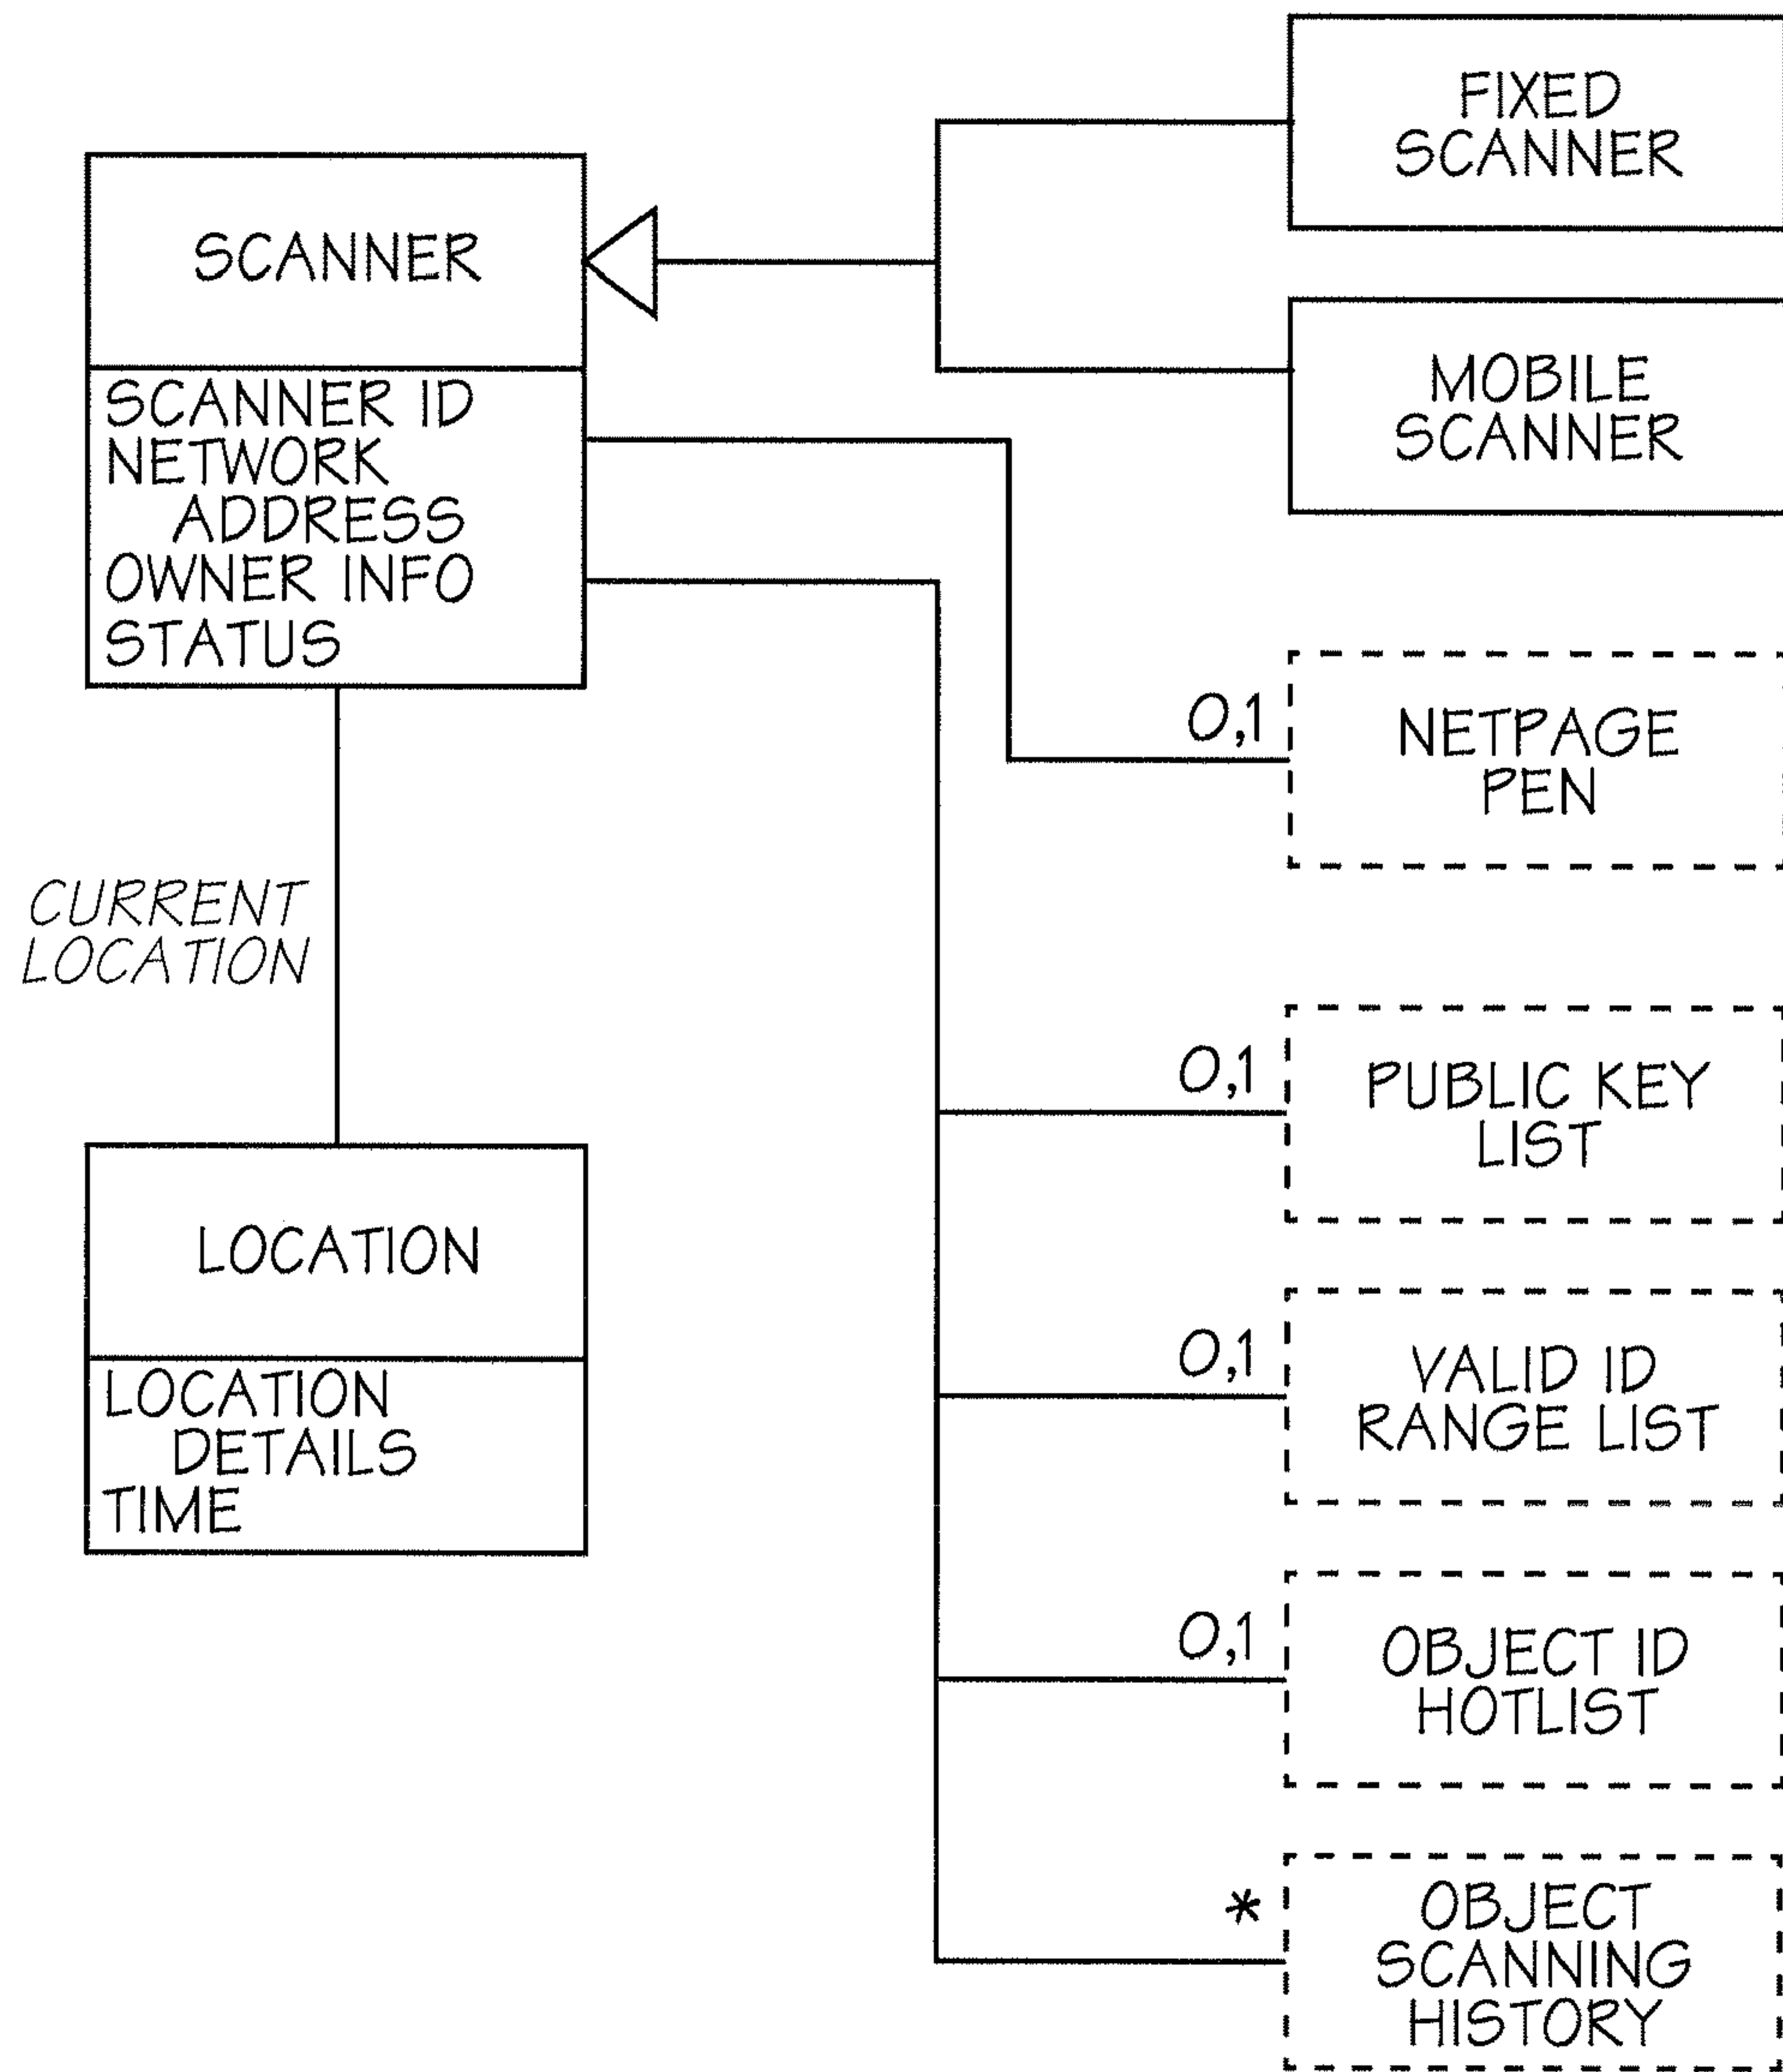 FIXED
SCANNER
SCANNER
MOBILE
SCANNER
SCANNER ID
NETWORK
ADDRESS
OWNER INFO
STATUS
0,1
NETPAGE
PEN
CURRENT
LOCATION
0,1
PUBLIC KEY
LIST
LOCATION
LOCATION
DETAILS
TIME
0,1
VALID ID
RANGE LIST
0,1
OBJECT ID
HOTLIST
*
OBJECT
SCANNING
HISTORY